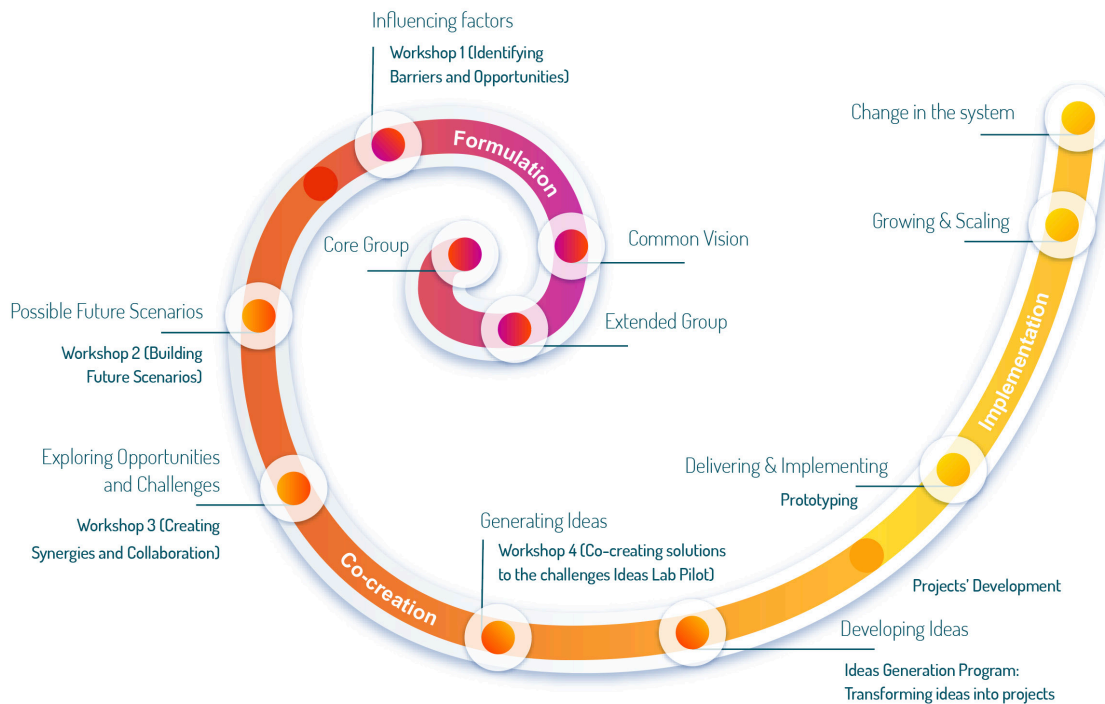 Influencing factors
Workshop 1 (Identifying
Barriers and Opportunities)
Formulation
Core Group
Common Vision
Extended Group
Possible Future Scenarios
Workshop 2 (Building
Future Scenarios)
Exploring Opportunities
and Challenges
Workshop 3 (Creating
Synergies and Collaboration)
Co-creation
Generating Ideas
Workshop 4 (Co-creating solutions
to the challenges Ideas Lab Pilot)
Developing Ideas
Ideas Generation Program:
Transforming ideas into projects
Projects' Development
Delivering & Implementing
Prototyping
Implementation
Growing & Scaling
Change in the system